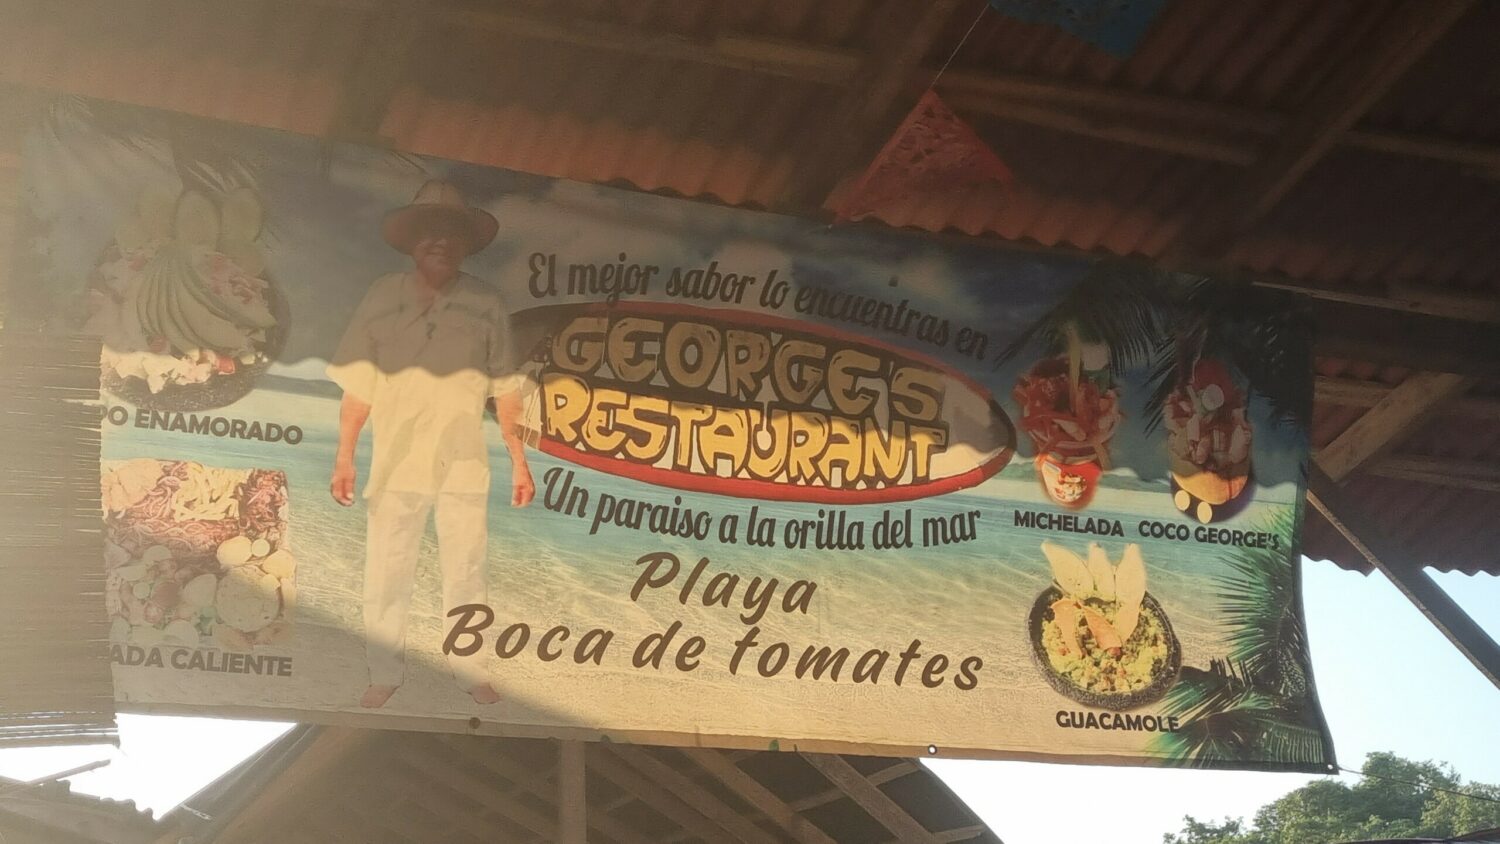 El mejor sabor lo encuentras en
GEORGE'S
RESTAURANT
Un paraiso a la orilla del mar
Playa
Boca de tomates
ENAMORADO
CALIENTE
MICHELADA
COCO GEORGE'S
GUACAMOLE